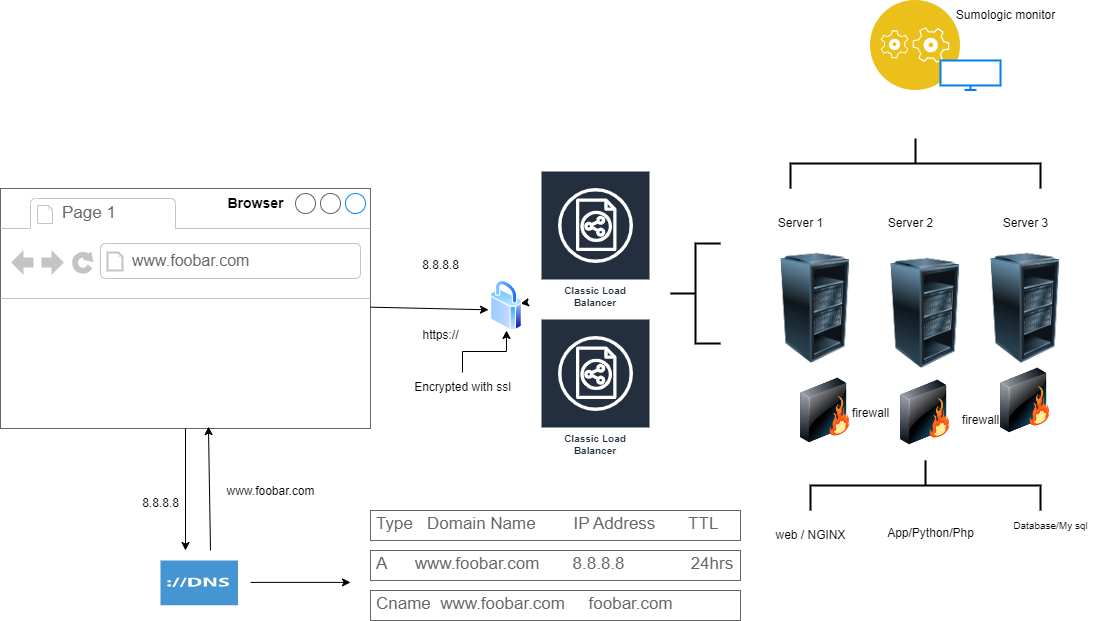 Sumologic monitor
Browser
Page 1
www.foobar.com
8.8.8.8
https://
Encrypted with ssl
Classic Load
Balancer
Classic Load
Balancer
Server 1
Server 2
Server 3
firewall
firewall
8.8.8.8
www.foobar.com
://DNS
Type Domain Name IP Address TTL
A www.foobar.com 8.8.8.8 24hrs
Cname www.foobar.com foobar.com
web / NGINX
App/Python/Php
Database/My sql